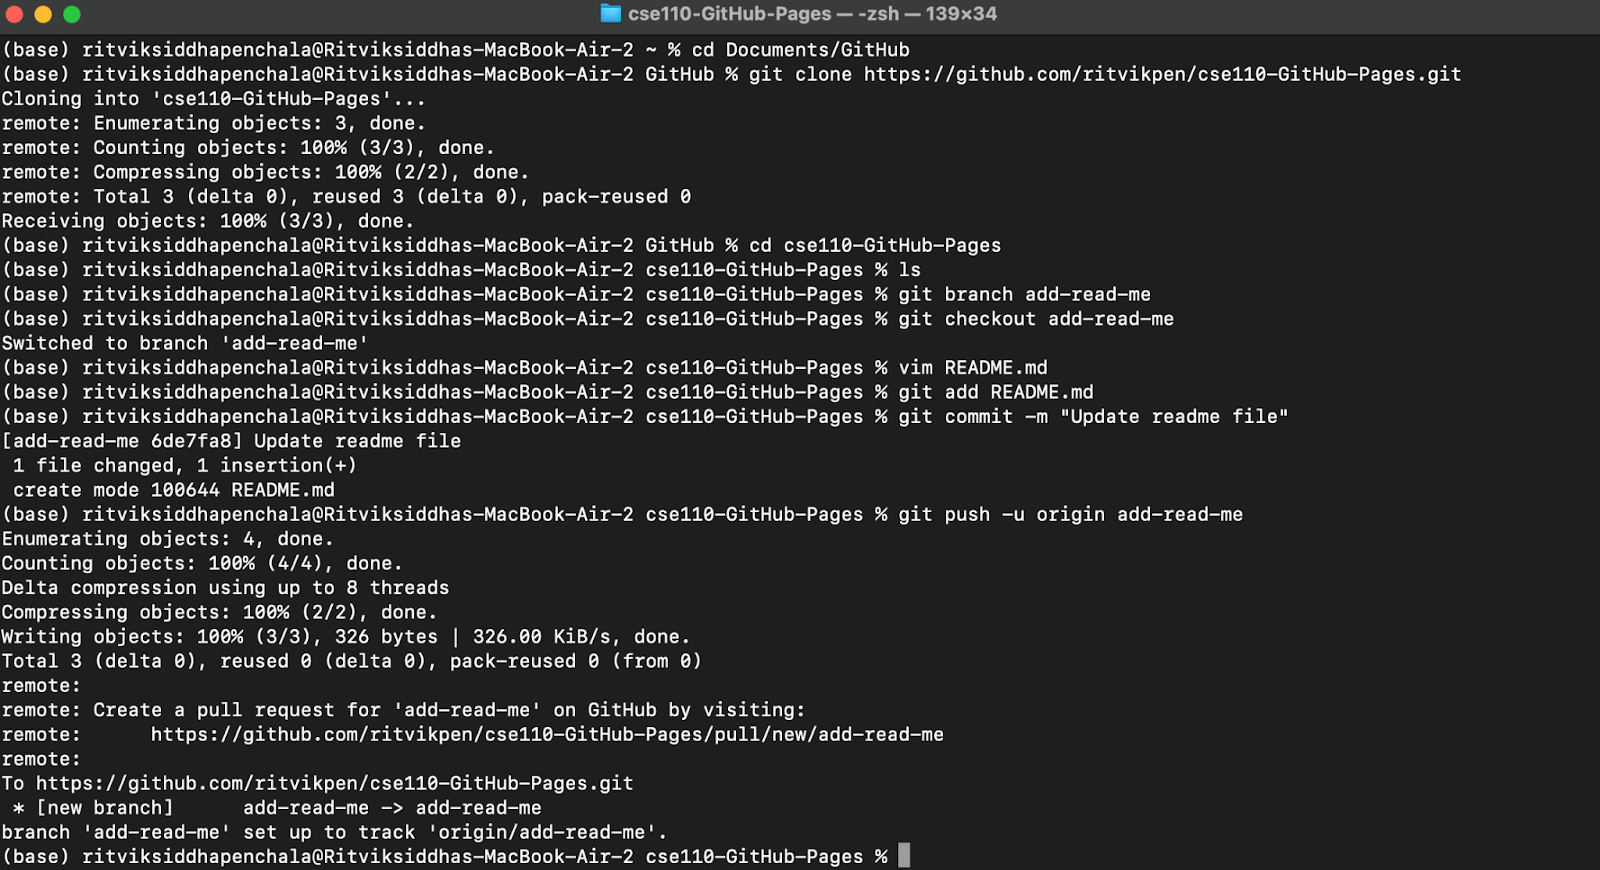 cse110-GitHub-Pages — -zsh — 139×34
(base) ritviksiddhapenchala@Ritviksiddhas-MacBook-Air-2 ~ % cd Documents/GitHub
(base) ritviksiddhapenchala@Ritviksiddhas-MacBook-Air-2 GitHub % git clone https://github.com/ritvikpen/cse110-GitHub-Pages.git
Cloning into 'cse110-GitHub-Pages'...
remote: Enumerating objects: 3, done.
remote: Counting objects: 100% (3/3), done.
remote: Compressing objects: 100% (2/2), done.
remote: Total 3 (delta 0), reused 3 (delta 0), pack-reused 0
Receiving objects: 100% (3/3), done.
(base) ritviksiddhapenchala@Ritviksiddhas-MacBook-Air-2 GitHub % cd cse110-GitHub-Pages
(base) ritviksiddhapenchala@Ritviksiddhas-MacBook-Air-2 cse110-GitHub-Pages % ls
(base) ritviksiddhapenchala@Ritviksiddhas-MacBook-Air-2 cse110-GitHub-Pages % git branch add-read-me
(base) ritviksiddhapenchala@Ritviksiddhas-MacBook-Air-2 cse110-GitHub-Pages % git checkout add-read-me
Switched to branch 'add-read-me'
(base) ritviksiddhapenchala@Ritviksiddhas-MacBook-Air-2 cse110-GitHub-Pages % vim README.md
(base) ritviksiddhapenchala@Ritviksiddhas-MacBook-Air-2 cse110-GitHub-Pages % git add README.md
(base) ritviksiddhapenchala@Ritviksiddhas-MacBook-Air-2 cse110-GitHub-Pages % git commit -m "Update readme file"
[add-read-me 6de7fa8] Update readme file
 1 file changed, 1 insertion(+)
 create mode 100644 README.md
(base) ritviksiddhapenchala@Ritviksiddhas-MacBook-Air-2 cse110-GitHub-Pages % git push -u origin add-read-me
Enumerating objects: 4, done.
Counting objects: 100% (4/4), done.
Delta compression using up to 8 threads
Compressing objects: 100% (2/2), done.
Writing objects: 100% (3/3), 326 bytes | 326.00 KiB/s, done.
Total 3 (delta 0), reused 0 (delta 0), pack-reused 0 (from 0)
remote:
remote: Create a pull request for 'add-read-me' on GitHub by visiting:
remote:      https://github.com/ritvikpen/cse110-GitHub-Pages/pull/new/add-read-me
remote:
To https://github.com/ritvikpen/cse110-GitHub-Pages.git
 * [new branch]      add-read-me -> add-read-me
branch 'add-read-me' set up to track 'origin/add-read-me'.
(base) ritviksiddhapenchala@Ritviksiddhas-MacBook-Air-2 cse110-GitHub-Pages %